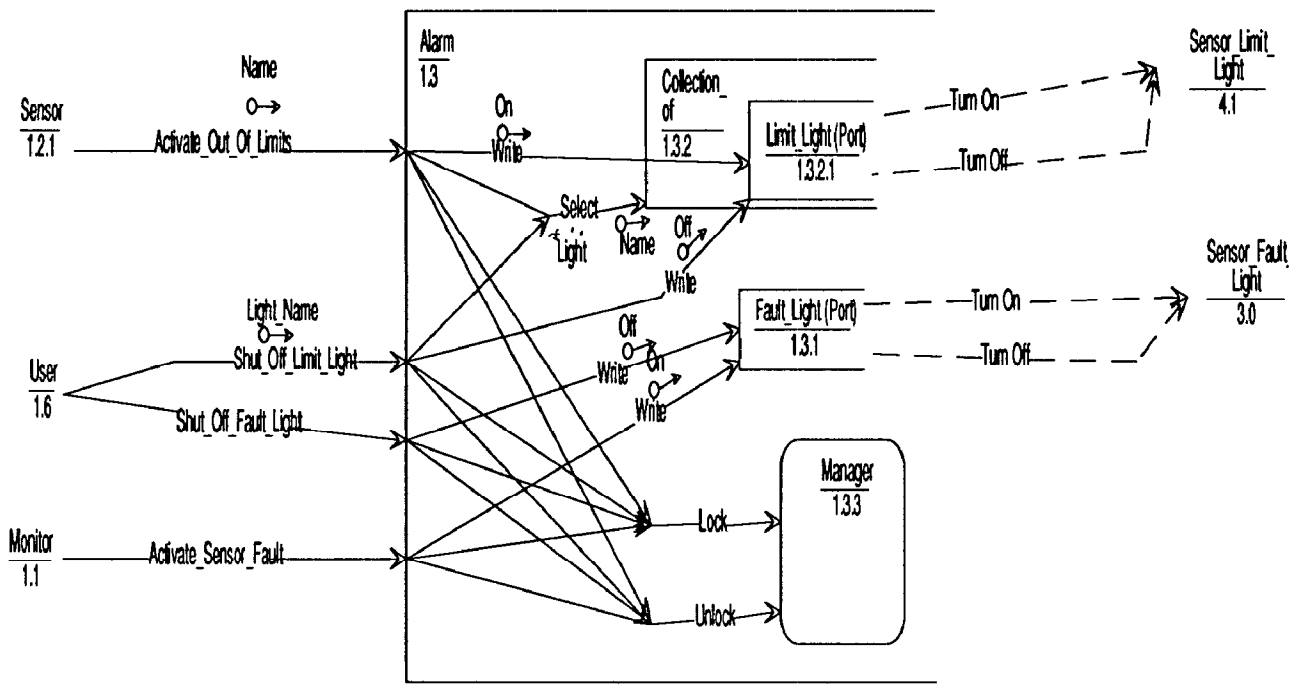 Name
Sensor
1.2.1
Activate_Out_Of_Limits
Alarm
1.3
On
Write
Collection_
of
1.3.2
Limit_Light (Port)
1.3.2.1
Turn On
Turn Off
Sensor_Limit_
Light
4.1
Select
Light
Name
Off
Write
Light_Name
Shut_Off_Limit_Light
User
1.6
Shut_Off_Fault_Light
Fault_Light (Port)
1.3.1
Off
Write
On
Write
Turn On
Turn Off
Sensor_Fault_
Light
3.0
Manager
1.3.3
Lock
Unlock
Monitor
1.1
Activate_Sensor_Fault